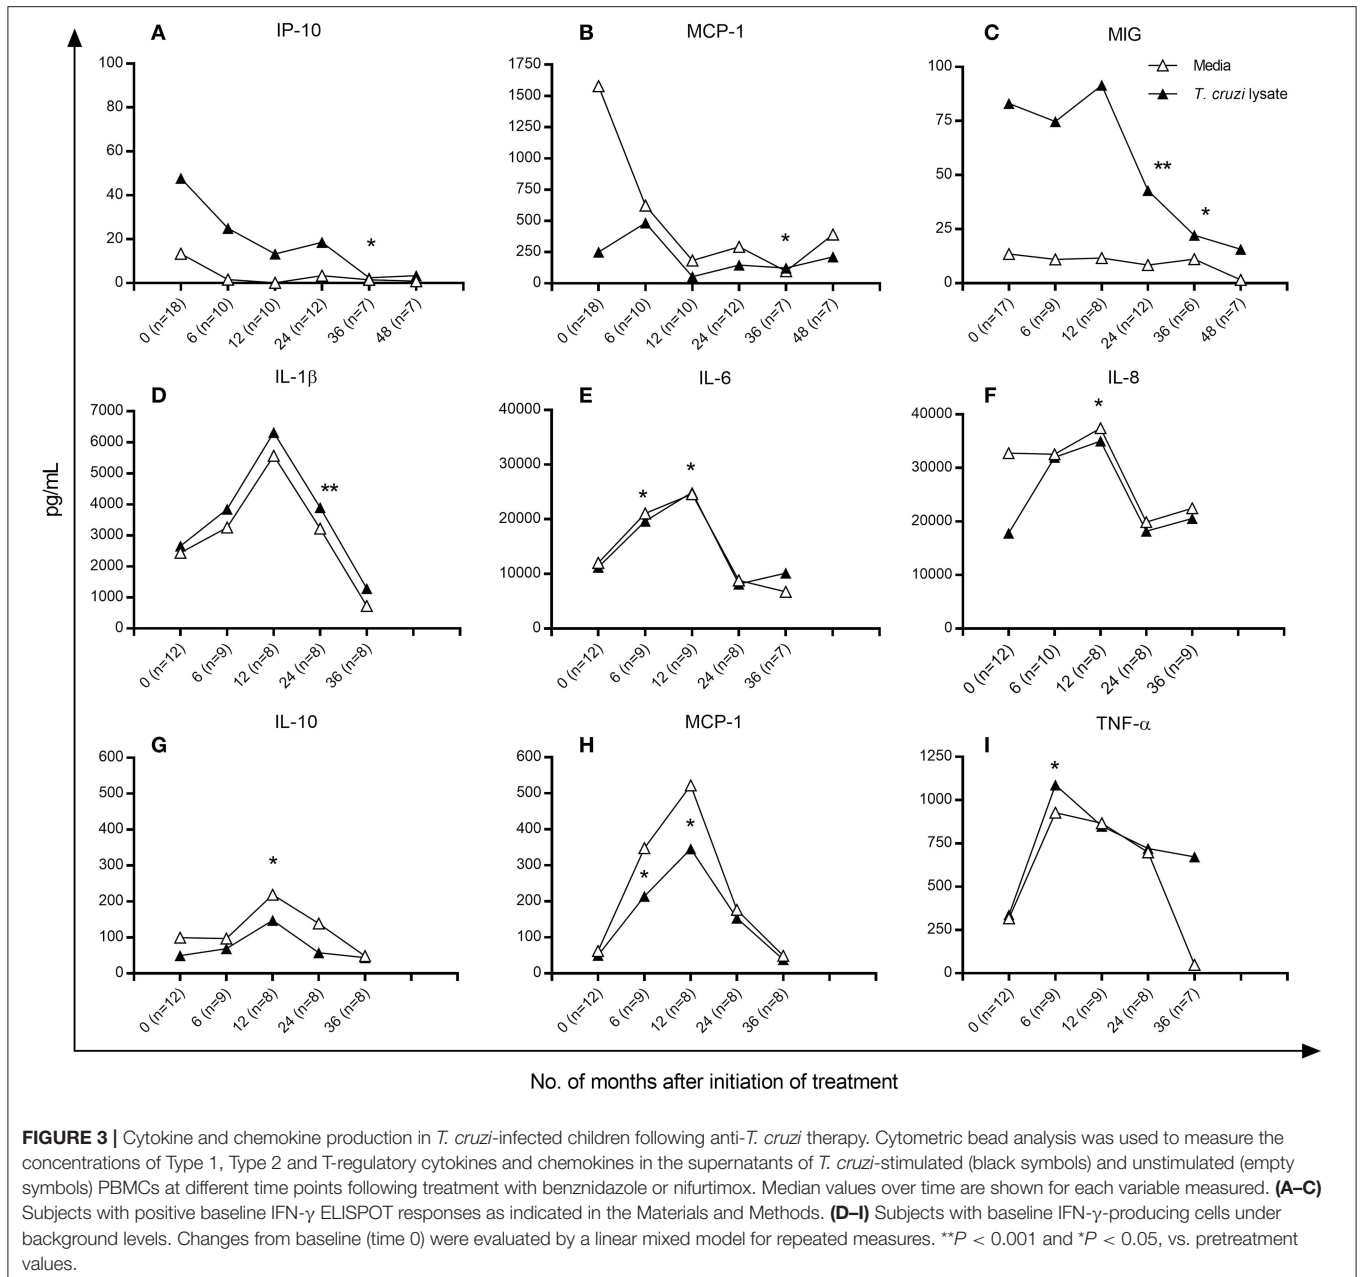 A IP-10
100
80
60
40
20
0
*
0 (n=18)
6 (n=10)
12 (n=10)
24 (n=12)
36 (n=7)
48 (n=7)
B MCP-1
1750
1500
1250
1000
750
500
250
0
*
0 (n=18)
6 (n=10)
12 (n=10)
24 (n=12)
36 (n=7)
48 (n=7)
C MIG
Media
T. cruzi lysate
100
75
50
25
0
**
*
0 (n=17)
6 (n=9)
12 (n=8)
24 (n=12)
36 (n=6)
48 (n=7)
pg/mL
D IL-1β
7000
6000
5000
4000
3000
2000
1000
0
**
0 (n=12)
6 (n=9)
12 (n=8)
24 (n=8)
36 (n=8)
E IL-6
40000
30000
20000
10000
0
*
*
0 (n=12)
6 (n=9)
12 (n=9)
24 (n=8)
36 (n=7)
F IL-8
40000
30000
20000
10000
0
*
0 (n=12)
6 (n=10)
12 (n=8)
24 (n=8)
36 (n=9)
G IL-10
600
500
400
300
200
100
0
*
0 (n=12)
6 (n=9)
12 (n=8)
24 (n=8)
36 (n=8)
H MCP-1
600
500
400
300
200
100
0
*
*
0 (n=12)
6 (n=9)
12 (n=8)
24 (n=8)
36 (n=8)
I TNF-α
1250
1000
750
500
250
0
*
0 (n=12)
6 (n=9)
12 (n=9)
24 (n=8)
36 (n=7)
No. of months after initiation of treatment
FIGURE 3 | Cytokine and chemokine production in T. cruzi-infected children following anti-T. cruzi therapy. Cytometric bead analysis was used to measure the
concentrations of Type 1, Type 2 and T-regulatory cytokines and chemokines in the supernatants of T. cruzi-stimulated (black symbols) and unstimulated (empty
symbols) PBMCs at different time points following treatment with benznidazole or nifurtimox. Median values over time are shown for each variable measured. (A–C)
Subjects with positive baseline IFN-γ ELISPOT responses as indicated in the Materials and Methods. (D–I) Subjects with baseline IFN-γ-producing cells under
background levels. Changes from baseline (time 0) were evaluated by a linear mixed model for repeated measures. **P < 0.001 and *P < 0.05, vs. pretreatment
values.